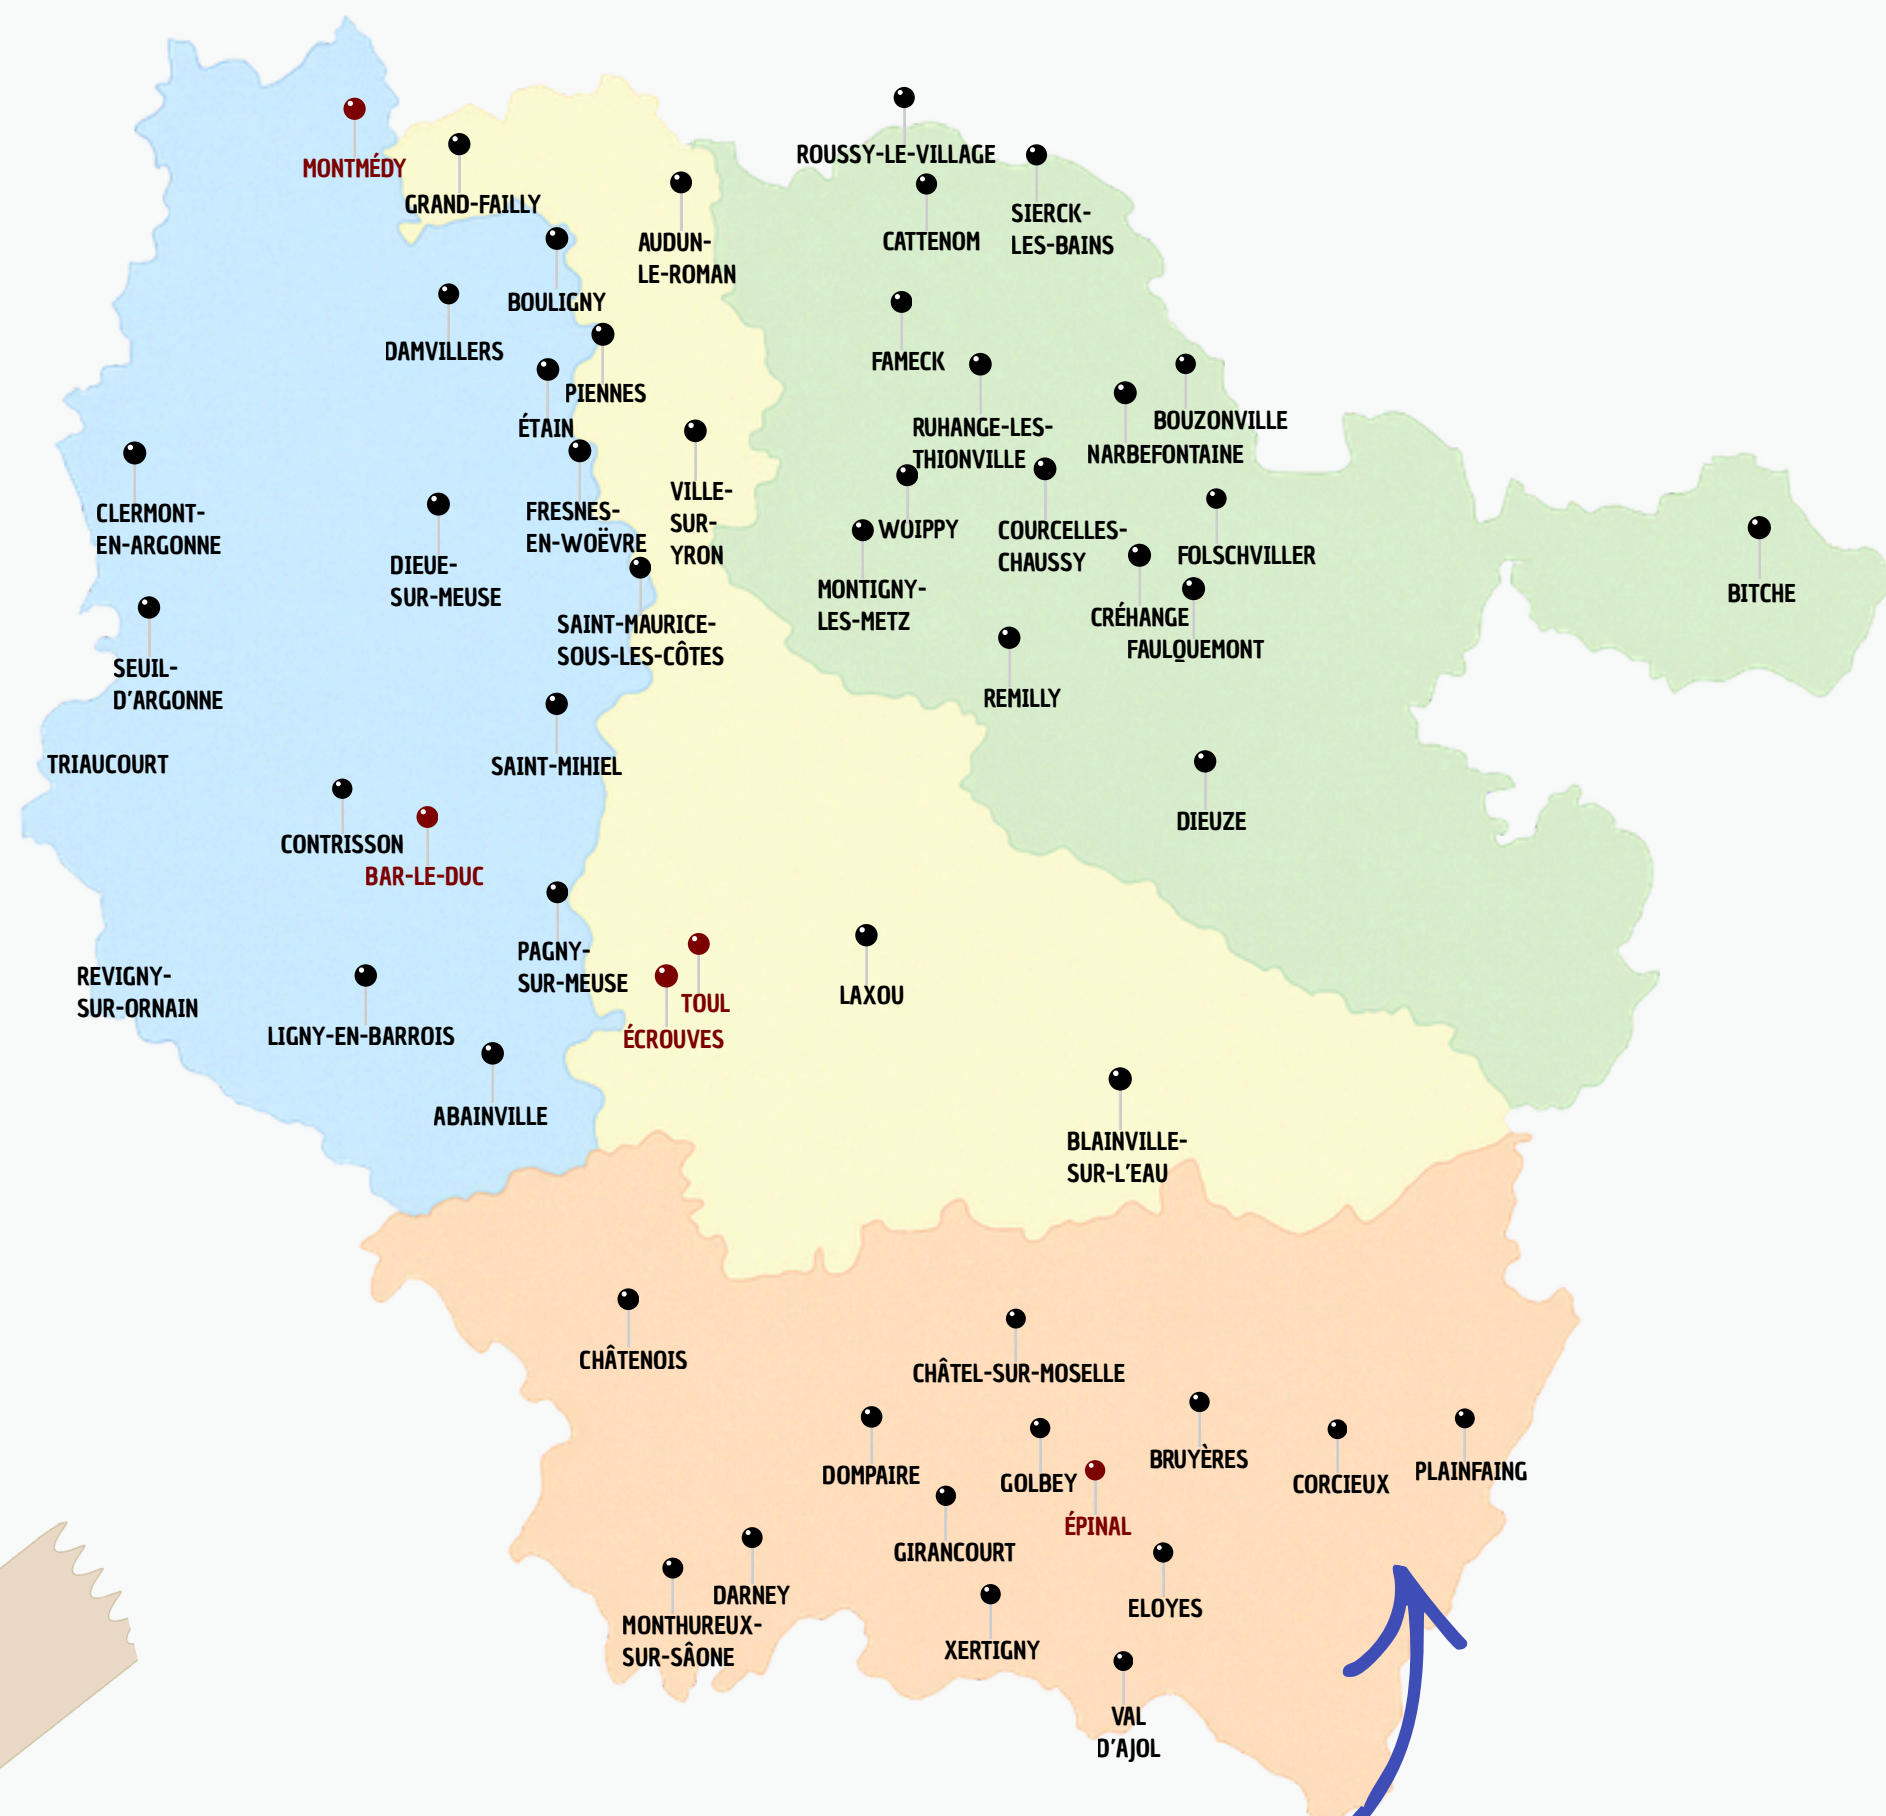 MONTMÉDY
GRAND-FAILLY
AUDUN-
LE-ROMAN
ROUSSY-LE-VILLAGE
CATTENOM
SIERCK-
LES-BAINS
BOULIGNY
DAMVILLERS
PIENNES
ÉTAIN
FAMECK
RUHANGE-LES-
THIONVILLE
BOUZONVILLE
NARBEFONTAINE
CLERMONT-
EN-ARGONNE
DIEUE-
SUR-MEUSE
FRESNES-
EN-WOËVRE
VILLE-
SUR-
YRON
WOIPPY
COURCELLES-
CHAUSSY
FOLSCHVILLER
MONTIGNY-
LES-METZ
CRÉHANGE
FAULQUEMONT
BITCHE
SEUIL-
D'ARGONNE
SAINT-MAURICE-
SOUS-LES-CÔTES
REMILLY
TRIAUCOURT
SAINT-MIHIEL
CONTRISSON
BAR-LE-DUC
DIEUZE
REVIGNY-
SUR-ORNAIN
PAGNY-
SUR-MEUSE
TOUL
ÉCROUVES
LAXOU
LIGNY-EN-BARROIS
ABAINVILLE
BLAINVILLE-
SUR-L'EAU
CHÂTENOIS
CHÂTEL-SUR-MOSELLE
DOMPAIRE
GOLBEY
BRUYÈRES
CORCIEUX
PLAINFAING
ÉPINAL
GIRANCOURT
DARNEY
MONTHUREUX-
SUR-SÂONE
ELOYES
XERTIGNY
VAL
D'AJOL